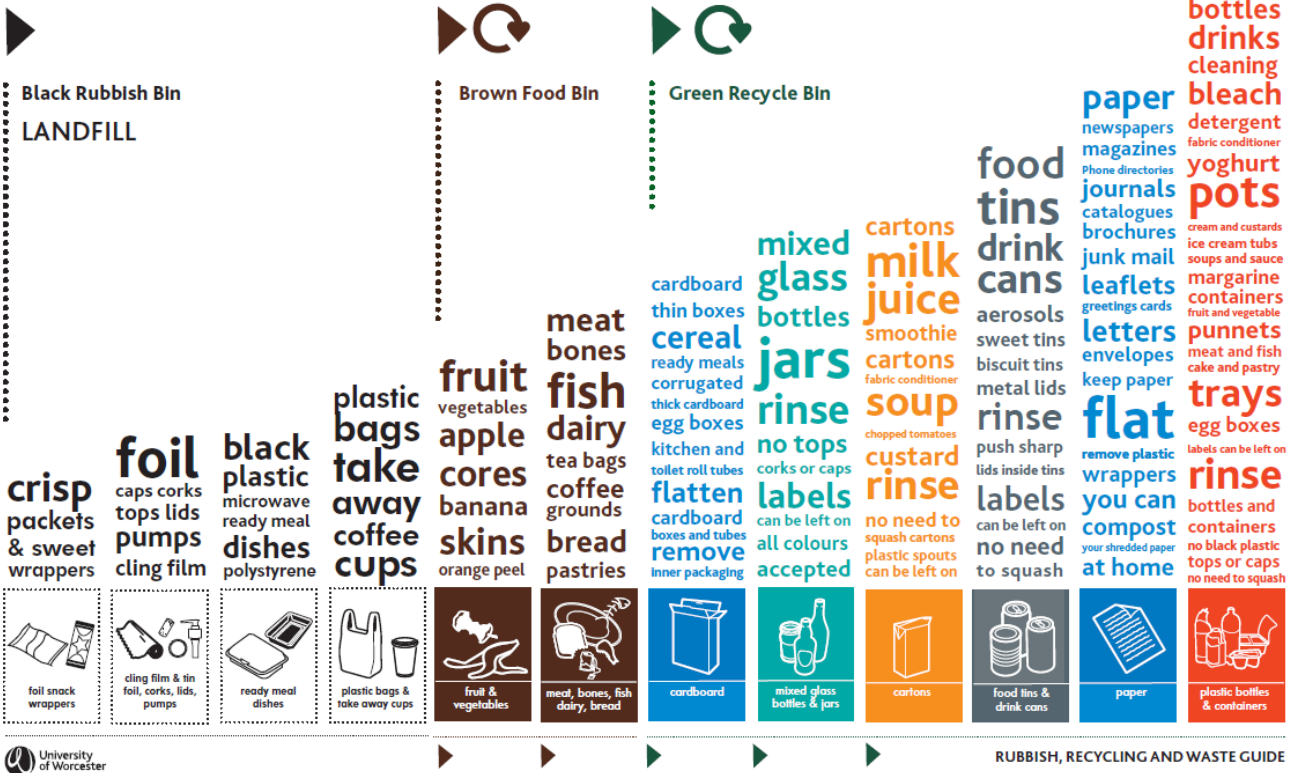 Black Rubbish Bin
LANDFILL
Brown Food Bin
Green Recycle Bin
crisp
packets
& sweet
wrappers
foil
caps corks
tops lids
pumps
cling film
black
plastic
microwave
ready meal
dishes
polystyrene
plastic
bags
take
away
coffee
cups
fruit
vegetables
apple
cores
banana
skins
orange peel
meat
bones
fish
dairy
tea bags
coffee
grounds
bread
pastries
cardboard
thin boxes
cereal
ready meals
corrugated
thick cardboard
egg boxes
kitchen and
toilet roll tubes
flatten
cardboard
boxes and tubes
remove
inner packaging
mixed
glass
bottles
jars
rinse
no tops
corks or caps
labels
can be left on
all colours
accepted
cartons
milk
juice
smoothie
cartons
fabric conditioner
soup
chopped tomatoes
custard
rinse
no need to
squash cartons
plastic spouts
can be left on
food
tins
drink
cans
aerosols
sweet tins
biscuit tins
metal lids
rinse
push sharp
lids inside tins
labels
can be left on
no need
to squash
paper
newspapers
magazines
Phone directories
journals
catalogues
brochures
junk mail
leaflets
greetings cards
letters
envelopes
keep paper
flat
remove plastic
wrappers
you can
compost
your shredded paper
at home
bottles
drinks
cleaning
bleach
detergent
fabric conditioner
yoghurt
pots
cream and custards
ice cream tubs
soups and sauce
margarine
containers
fruit and vegetable
punnets
meat and fish
cake and pastry
trays
egg boxes
labels can be left on
rinse
bottles and
containers
no black plastic
tops or caps
no need to squash
foil snack
wrappers
cling film & tin
foil, corks, lids,
pumps
ready meal
dishes
plastic bags &
take away cups
fruit &
vegetables
meat, bones, fish
dairy, bread
cardboard
mixed glass
bottles & jars
cartons
food tins &
drink cans
paper
plastic bottles
& containers
University
of Worcester
RUBBISH, RECYCLING AND WASTE GUIDE